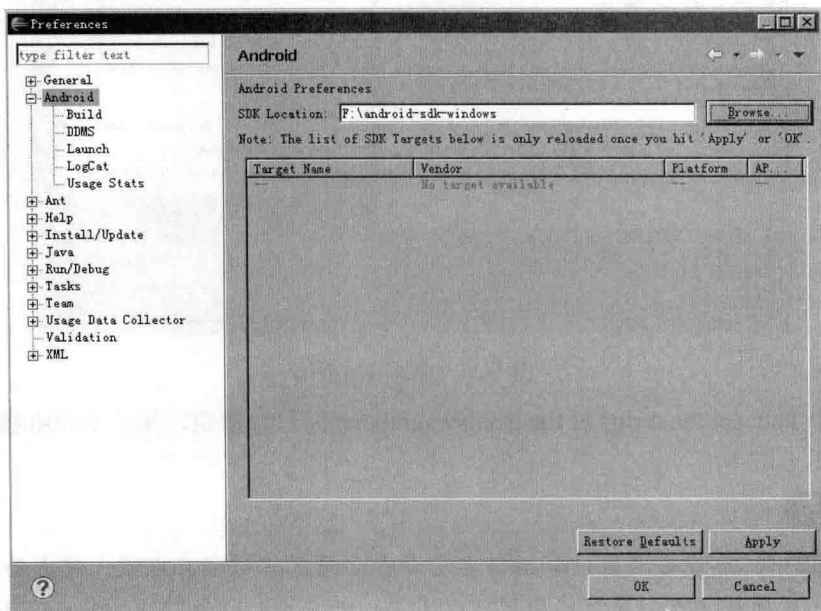 Preferences
type filter text
General
Android
Build
DDMS
Launch
LogCat
Usage Stats
Ant
Help
Install/Update
Java
Run/Debug
Tasks
Team
Usage Data Collector
Validation
XML
Android
Android Preferences
SDK Location: F:\android-sdk-windows Browse...
Note: The list of SDK Targets below is only reloaded once you hit 'Apply' or 'OK'.
Target Name Vendor Platform AP...
-- No target available -- --
Restore Defaults Apply
? OK Cancel